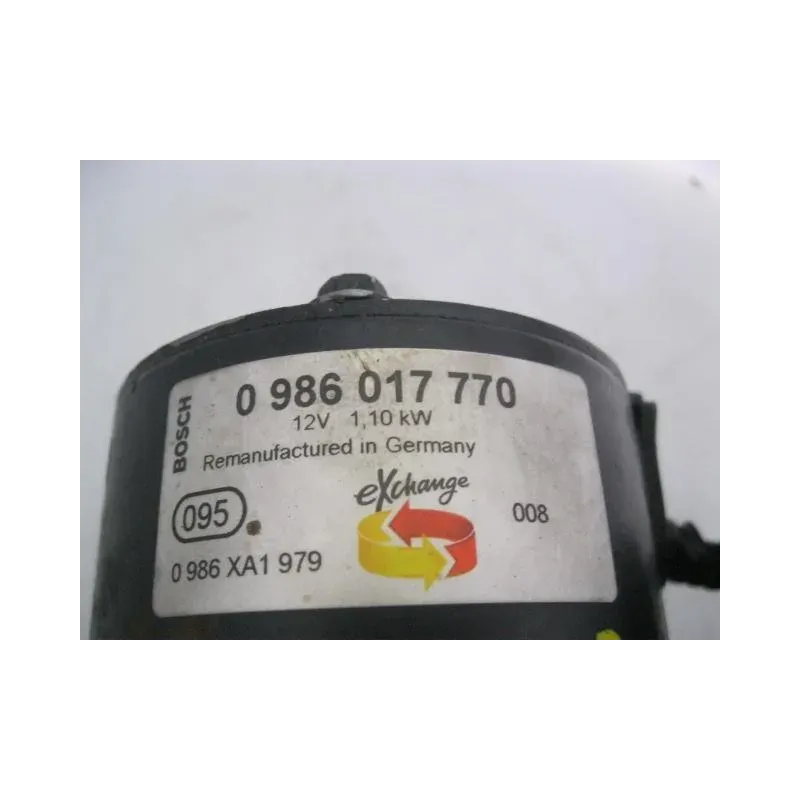 BOSCH
0 986 017 770
12V 1,10 kW
Remanufactured in Germany
eXchange
095
008
0 986 XA1 979